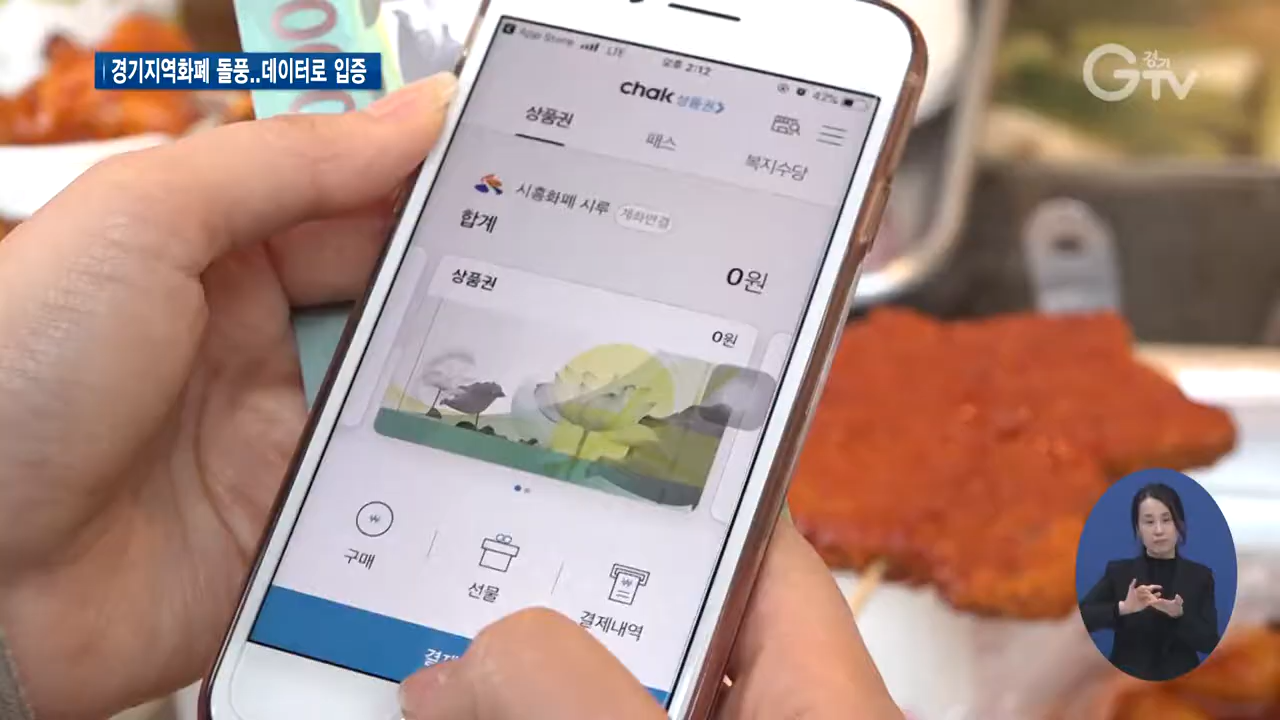 경기지역화폐 돌풍..데이터로 입증
경기
GTV
App Store LTE
오후 2:12
42%
chak 상품권
상품권
패스
복지수당
시흥화폐 시루 계좌연결
합계
0원
상품권
0원
구매
선물
결제내역